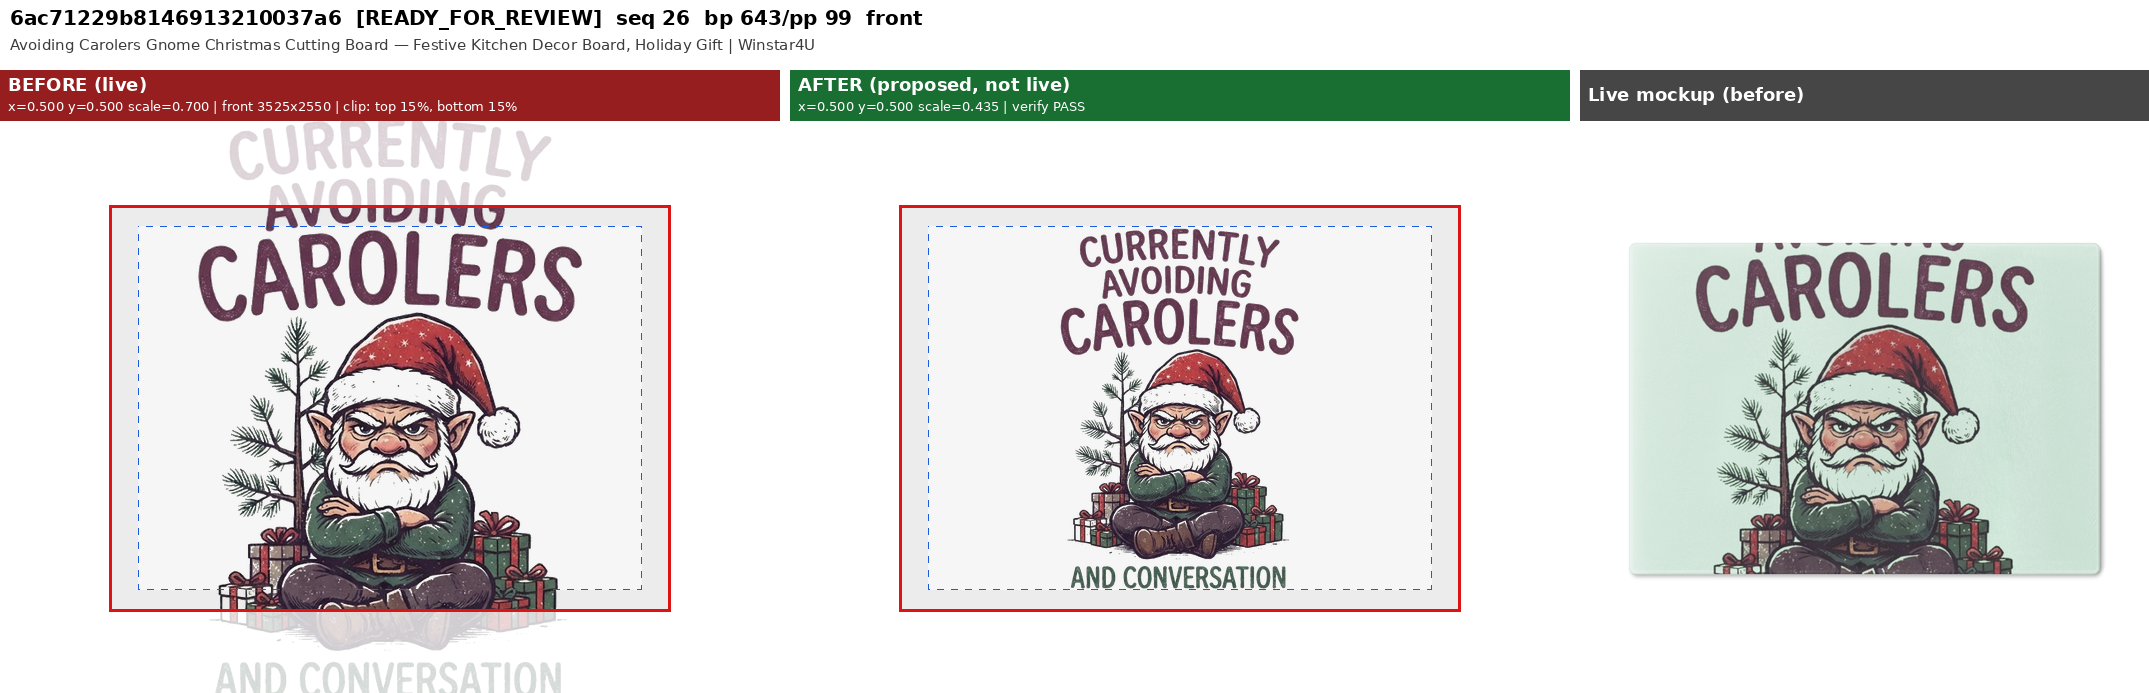 6ac71229b8146913210037a6 [READY_FOR_REVIEW] seq 26 bp 643/pp 99 front
Avoiding Carolers Gnome Christmas Cutting Board — Festive Kitchen Decor Board, Holiday Gift | Winstar4U
BEFORE (live)
x=0.500 y=0.500 scale=0.700 | front 3525x2550 | clip: top 15%, bottom 15%
CURRENTLY
AVOIDING
CAROLERS
AND CONVERSATION
AFTER (proposed, not live)
x=0.500 y=0.500 scale=0.435 | verify PASS
CURRENTLY
AVOIDING
CAROLERS
AND CONVERSATION
Live mockup (before)
AVOIDING
CAROLERS